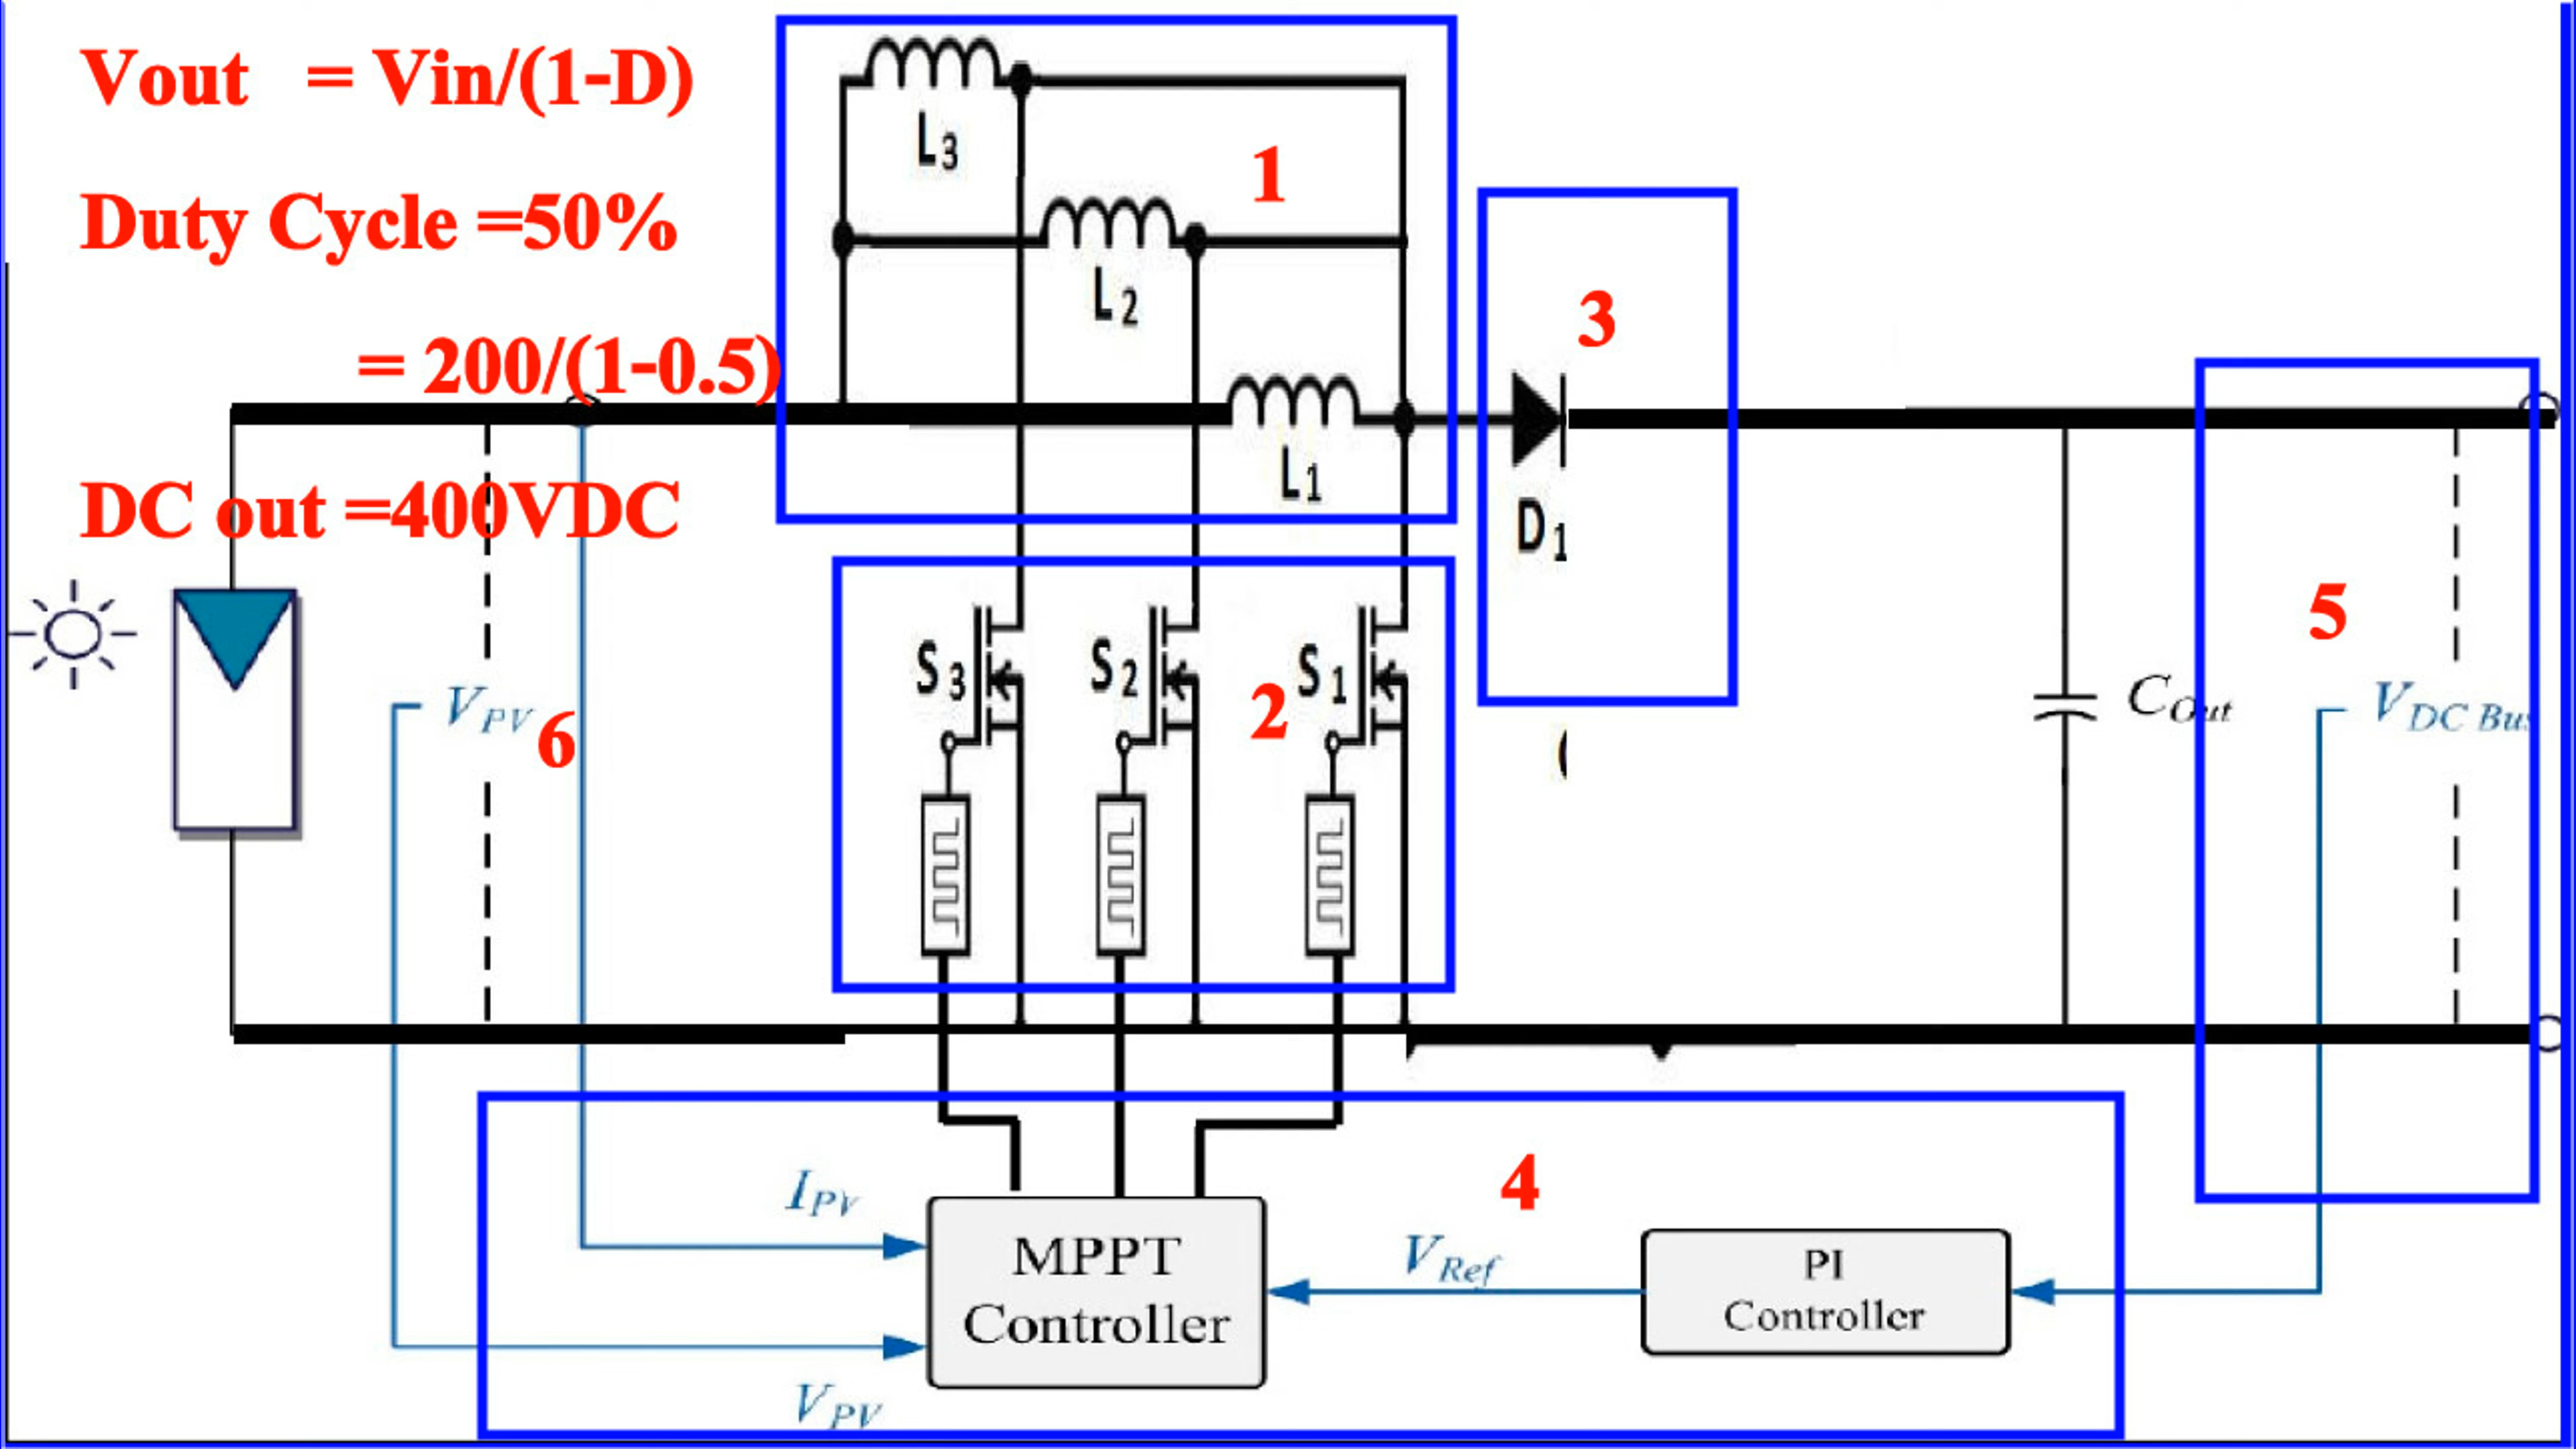 Vout = Vin/(1-D)
Duty Cycle =50%
= 200/(1-0.5)
DC out =400VDC
L3
1
L2
L1
3
D1
5
S3
S2
S1
2
VPV
6
COut
VDC Bus
4
IPV
MPPT
Controller
VRef
PI
Controller
VPV